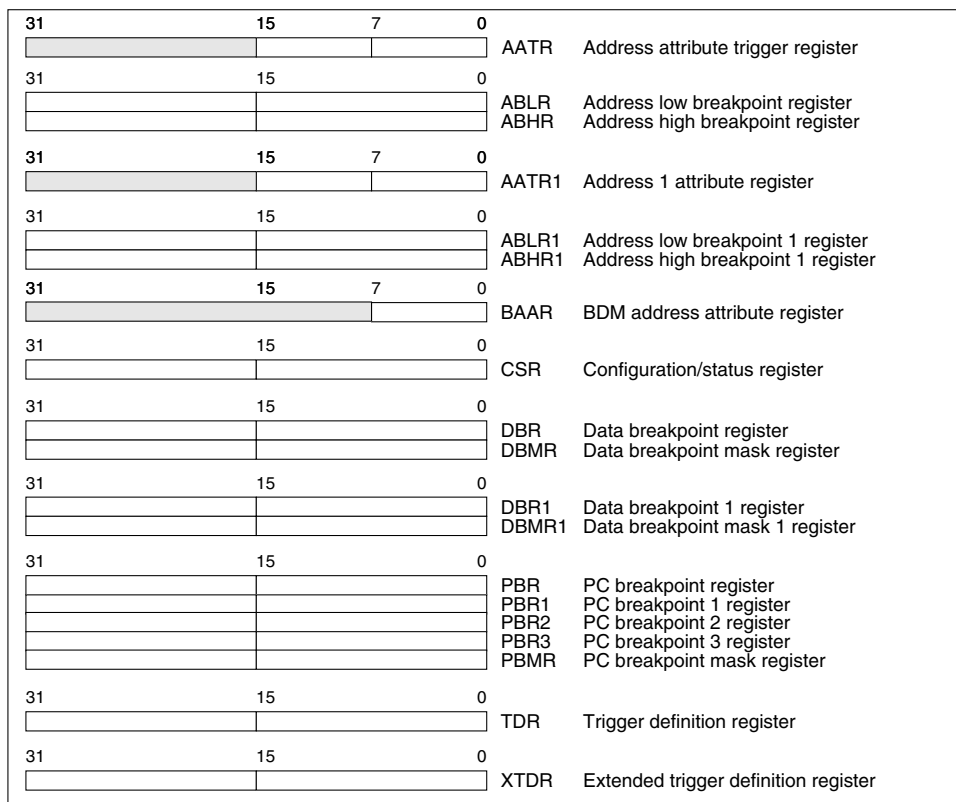 31 15 7 0
AATR Address attribute trigger register
31 15 0
ABLR Address low breakpoint register
ABHR Address high breakpoint register
31 15 7 0
AATR1 Address 1 attribute register
31 15 0
ABLR1 Address low breakpoint 1 register
ABHR1 Address high breakpoint 1 register
31 15 7 0
BAAR BDM address attribute register
31 15 0
CSR Configuration/status register
31 15 0
DBR Data breakpoint register
DBMR Data breakpoint mask register
31 15 0
DBR1 Data breakpoint 1 register
DBMR1 Data breakpoint mask 1 register
31 15 0
PBR PC breakpoint register
PBR1 PC breakpoint 1 register
PBR2 PC breakpoint 2 register
PBR3 PC breakpoint 3 register
PBMR PC breakpoint mask register
31 15 0
TDR Trigger definition register
31 15 0
XTDR Extended trigger definition register